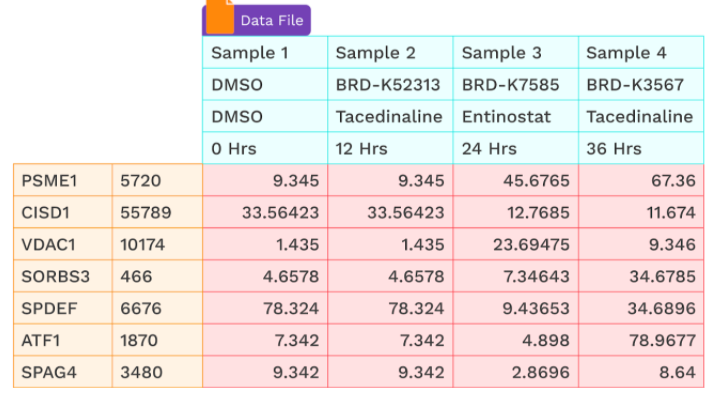 Data File
Sample 1 Sample 2 Sample 3 Sample 4
DMSO BRD-K52313 BRD-K7585 BRD-K3567
DMSO Tacedinaline Entinostat Tacedinaline
0 Hrs 12 Hrs 24 Hrs 36 Hrs
PSME1 5720 9.345 9.345 45.6765 67.36
CISD1 55789 33.56423 33.56423 12.7685 11.674
VDAC1 10174 1.435 1.435 23.69475 9.346
SORBS3 466 4.6578 4.6578 7.34643 34.6785
SPDEF 6676 78.324 78.324 9.43653 34.6896
ATF1 1870 7.342 7.342 4.898 78.9677
SPAG4 3480 9.342 9.342 2.8696 8.64